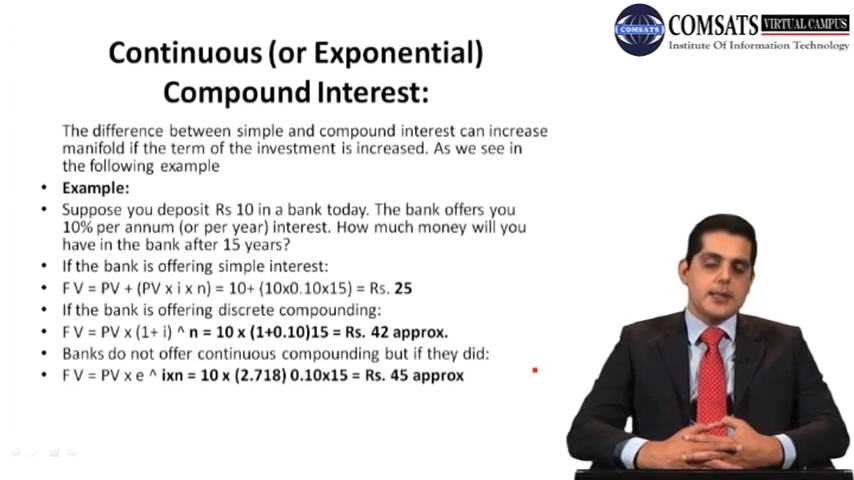 COMSATS VIRTUAL CAMPUS
COMSATS
Institute Of Information Technology
Continuous (or Exponential)
Compound Interest:
The difference between simple and compound interest can increase
manifold if the term of the investment is increased. As we see in
the following example
• Example:
• Suppose you deposit Rs 10 in a bank today. The bank offers you
10% per annum (or per year) interest. How much money will you
have in the bank after 15 years?
• If the bank is offering simple interest:
• F V = PV + (PV x i x n) = 10+ (10x0.10x15) = Rs. 25
• If the bank is offering discrete compounding:
• F V = PV x (1+ i) ^ n = 10 x (1+0.10)15 = Rs. 42 approx.
• Banks do not offer continuous compounding but if they did:
• F V = PV x e ^ ixn = 10 x (2.718) 0.10x15 = Rs. 45 approx